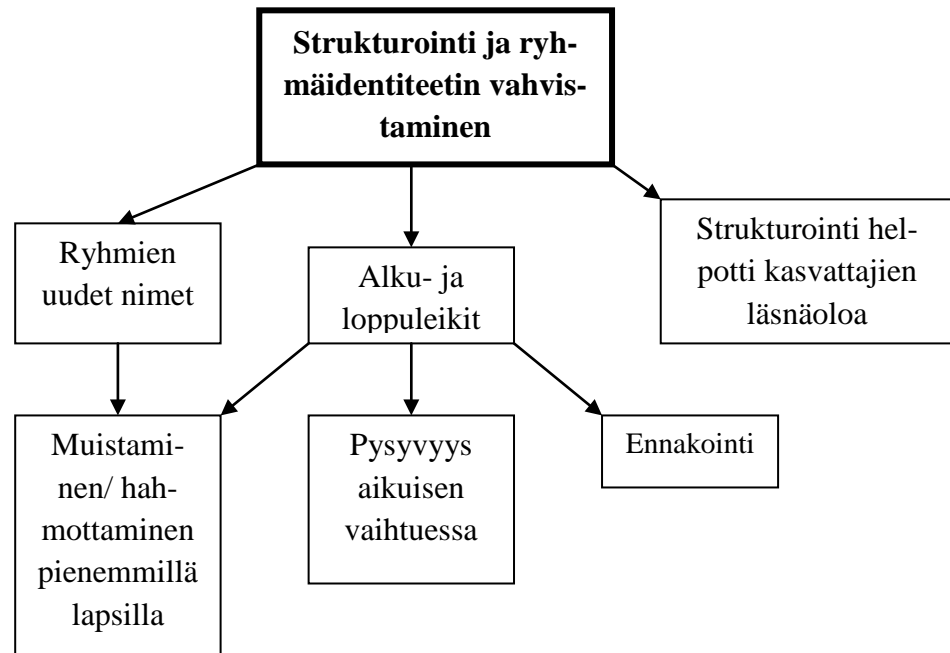 Strukturointi ja ryh-
mäidentiteetin vahvis-
taminen
Ryhmien
uudet nimet
Alku- ja
loppuleikit
Strukturointi hel-
potti kasvattajien
läsnäoloa
Muistami-
nen/ hah-
mottaminen
pienemmillä
lapsilla
Pysyvyys
aikuisen
vaihtuessa
Ennakointi